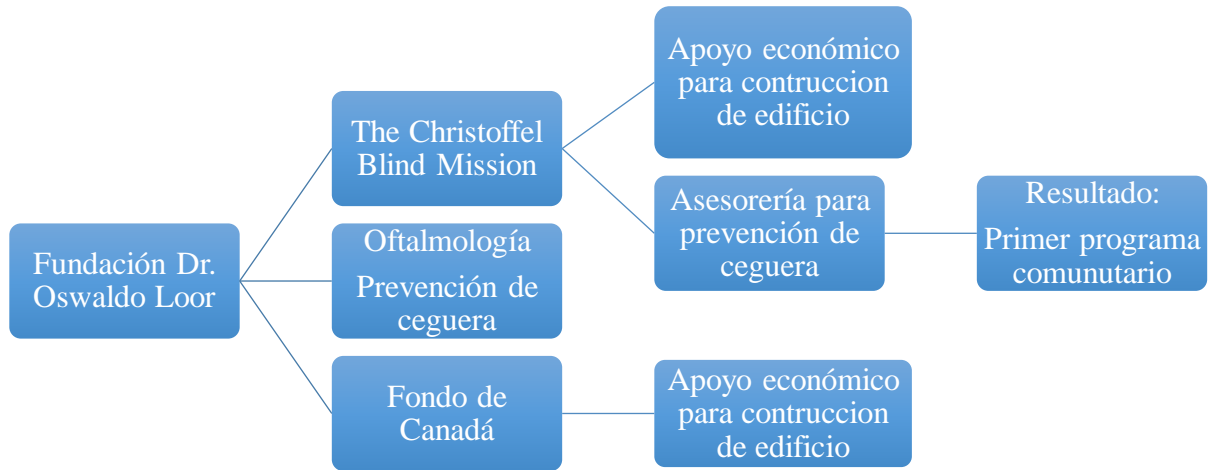 Fundación Dr.
Oswaldo Loor
The Christoffel
Blind Mission
Apoyo económico
para contruccion
de edificio
Asesorería para
prevención de
ceguera
Resultado:
Primer programa
comunutario
Oftalmología
Prevención de
ceguera
Fondo de
Canadá
Apoyo económico
para contruccion
de edificio